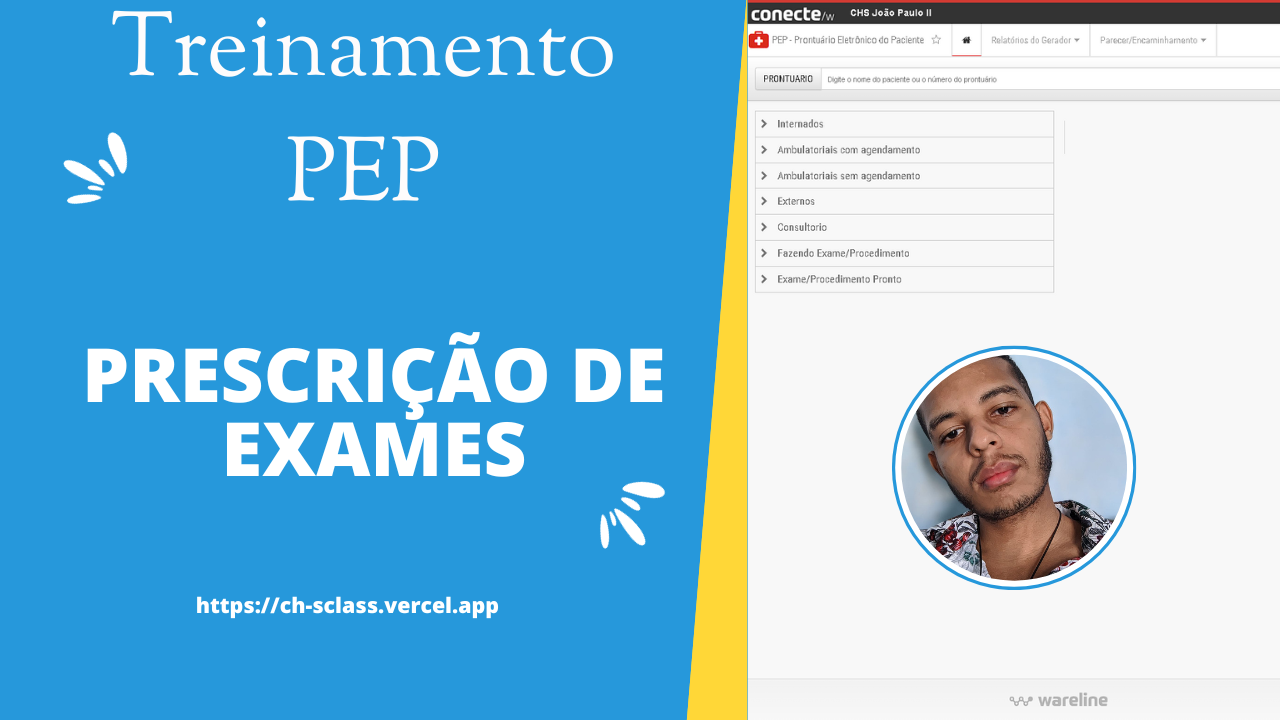 Treinamento
PEP
PRESCRIÇÃO DE
EXAMES
https://ch-sclass.vercel.app
conecte/w CHS João Paulo II
PEP - Prontuário Eletrônico do Paciente Relatórios do Gerador Parecer/Encaminhamento
PRONTUARIO Digite o nome do paciente ou o número do prontuário
Internados
Ambulatoriais com agendamento
Ambulatoriais sem agendamento
Externos
Consultorio
Fazendo Exame/Procedimento
Exame/Procedimento Pronto
wareline